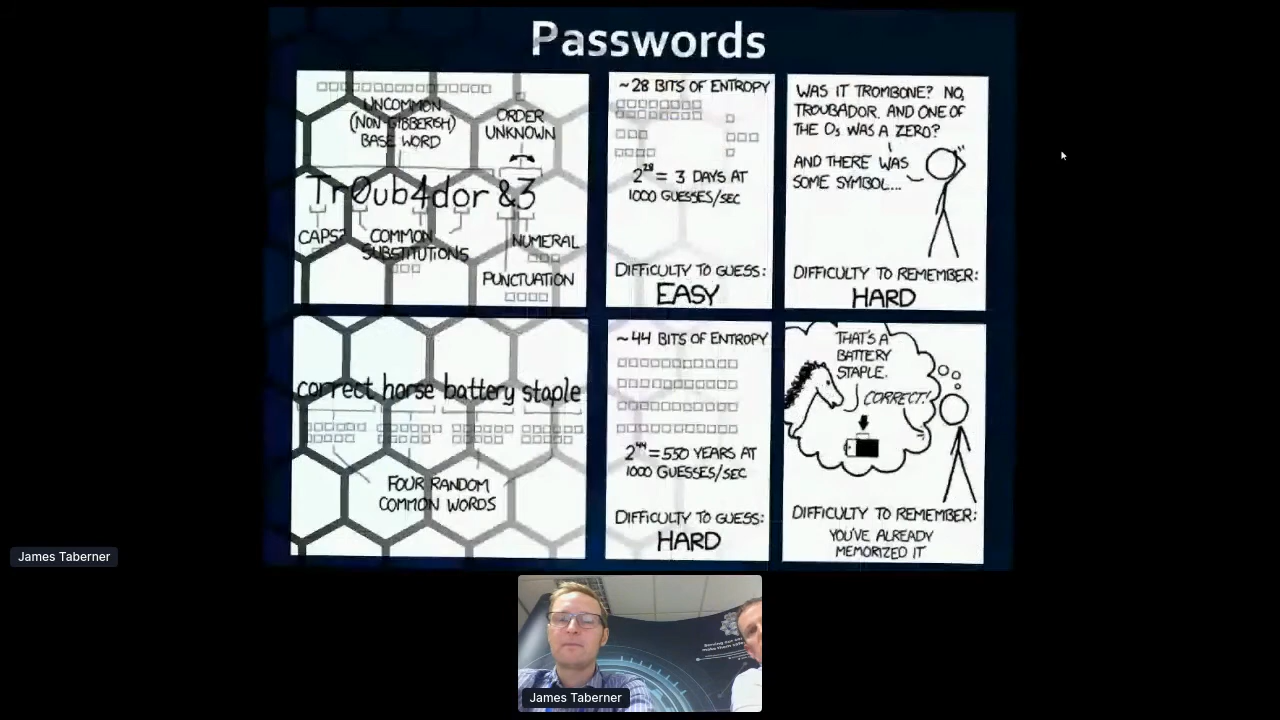 Passwords
UNCOMMON
(NON-GIBBERISH)
BASE WORD
ORDER
UNKNOWN
Tr0ub4dor &3
CAPS?
COMMON
SUBSTITUTIONS
NUMERAL
PUNCTUATION
~28 BITS OF ENTROPY
2^28 = 3 DAYS AT
1000 GUESSES/SEC
DIFFICULTY TO GUESS:
EASY
WAS IT TROMBONE? NO,
TROUBADOR. AND ONE OF
THE Os WAS A ZERO?
AND THERE WAS
SOME SYMBOL...
DIFFICULTY TO REMEMBER:
HARD
correct horse battery staple
FOUR RANDOM
COMMON WORDS
~44 BITS OF ENTROPY
2^44 = 550 YEARS AT
1000 GUESSES/SEC
DIFFICULTY TO GUESS:
HARD
THAT'S A
BATTERY
STAPLE.
CORRECT!
DIFFICULTY TO REMEMBER:
YOU'VE ALREADY
MEMORIZED IT
James Taberner
James Taberner